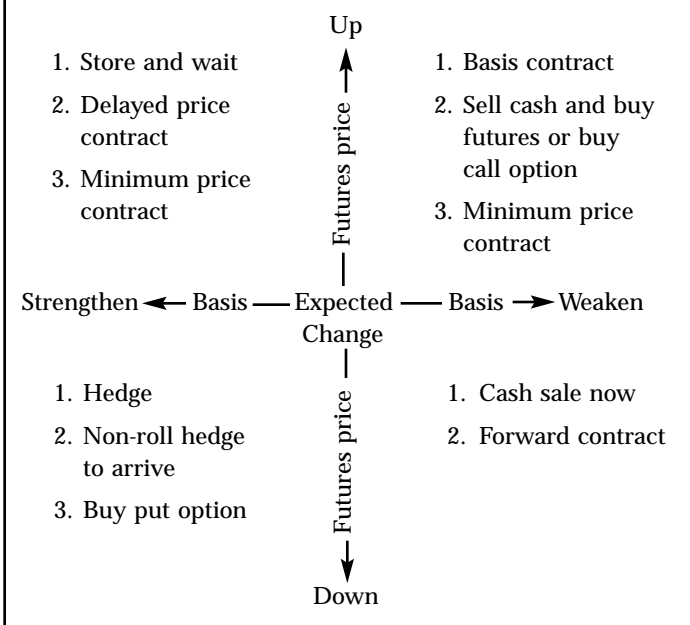 Up
1. Store and wait
2. Delayed price
contract
3. Minimum price
contract
Futures price
1. Basis contract
2. Sell cash and buy
futures or buy
call option
3. Minimum price
contract
Strengthen Basis Expected Basis Weaken
Change
1. Hedge
2. Non-roll hedge
to arrive
3. Buy put option
Futures price
1. Cash sale now
2. Forward contract
Down